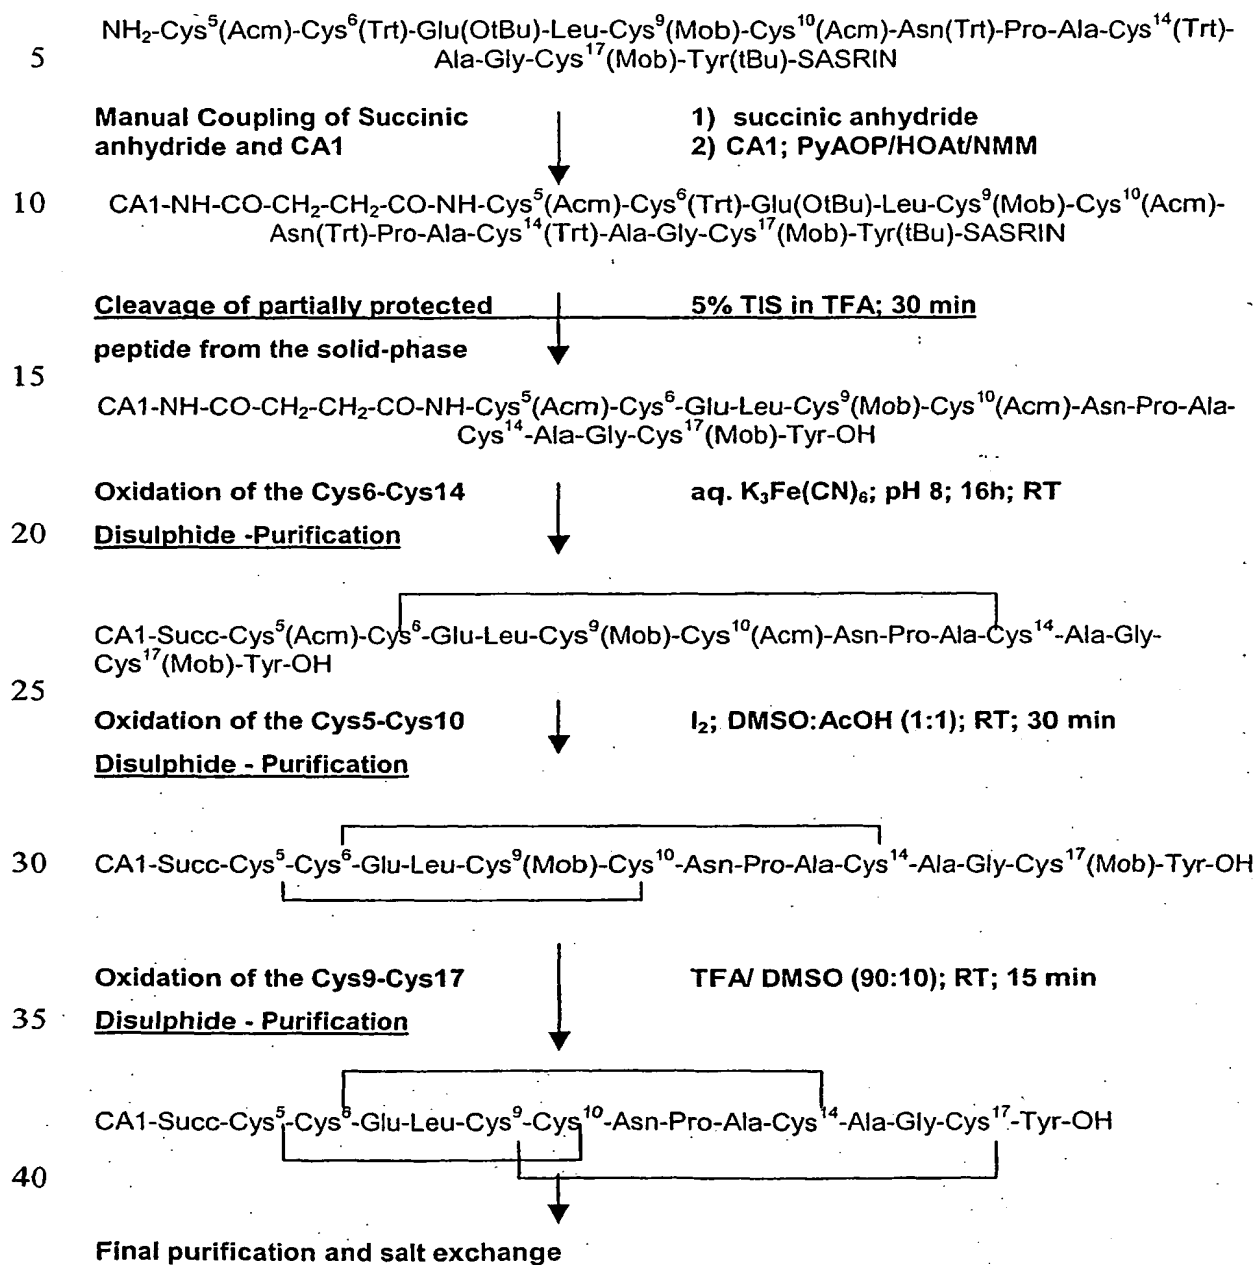 NH₂-Cys⁵(Acm)-Cys⁶(Trt)-Glu(OtBu)-Leu-Cys⁹(Mob)-Cys¹⁰(Acm)-Asn(Trt)-Pro-Ala-Cys¹⁴(Trt)-
5 Ala-Gly-Cys¹⁷(Mob)-Tyr(tBu)-SASRIN
Manual Coupling of Succinic 1) succinic anhydride
anhydride and CA1 2) CA1; PyAOP/HOAt/NMM
10 CA1-NH-CO-CH₂-CH₂-CO-NH-Cys⁵(Acm)-Cys⁶(Trt)-Glu(OtBu)-Leu-Cys⁹(Mob)-Cys¹⁰(Acm)-
Asn(Trt)-Pro-Ala-Cys¹⁴(Trt)-Ala-Gly-Cys¹⁷(Mob)-Tyr(tBu)-SASRIN
Cleavage of partially protected 5% TIS in TFA; 30 min
peptide from the solid-phase
15
CA1-NH-CO-CH₂-CH₂-CO-NH-Cys⁵(Acm)-Cys⁶-Glu-Leu-Cys⁹(Mob)-Cys¹⁰(Acm)-Asn-Pro-Ala-
Cys¹⁴-Ala-Gly-Cys¹⁷(Mob)-Tyr-OH
Oxidation of the Cys6-Cys14 aq. K₃Fe(CN)₆; pH 8; 16h; RT
20 Disulphide -Purification
CA1-Succ-Cys⁵(Acm)-Cys⁶-Glu-Leu-Cys⁹(Mob)-Cys¹⁰(Acm)-Asn-Pro-Ala-Cys¹⁴-Ala-Gly-
Cys¹⁷(Mob)-Tyr-OH
25
Oxidation of the Cys5-Cys10 I₂; DMSO:AcOH (1:1); RT; 30 min
Disulphide - Purification
30 CA1-Succ-Cys⁵-Cys⁶-Glu-Leu-Cys⁹(Mob)-Cys¹⁰-Asn-Pro-Ala-Cys¹⁴-Ala-Gly-Cys¹⁷(Mob)-Tyr-OH
Oxidation of the Cys9-Cys17 TFA/ DMSO (90:10); RT; 15 min
35 Disulphide - Purification
CA1-Succ-Cys⁵-Cys⁶-Glu-Leu-Cys⁹-Cys¹⁰-Asn-Pro-Ala-Cys¹⁴-Ala-Gly-Cys¹⁷-Tyr-OH
40
Final purification and salt exchange